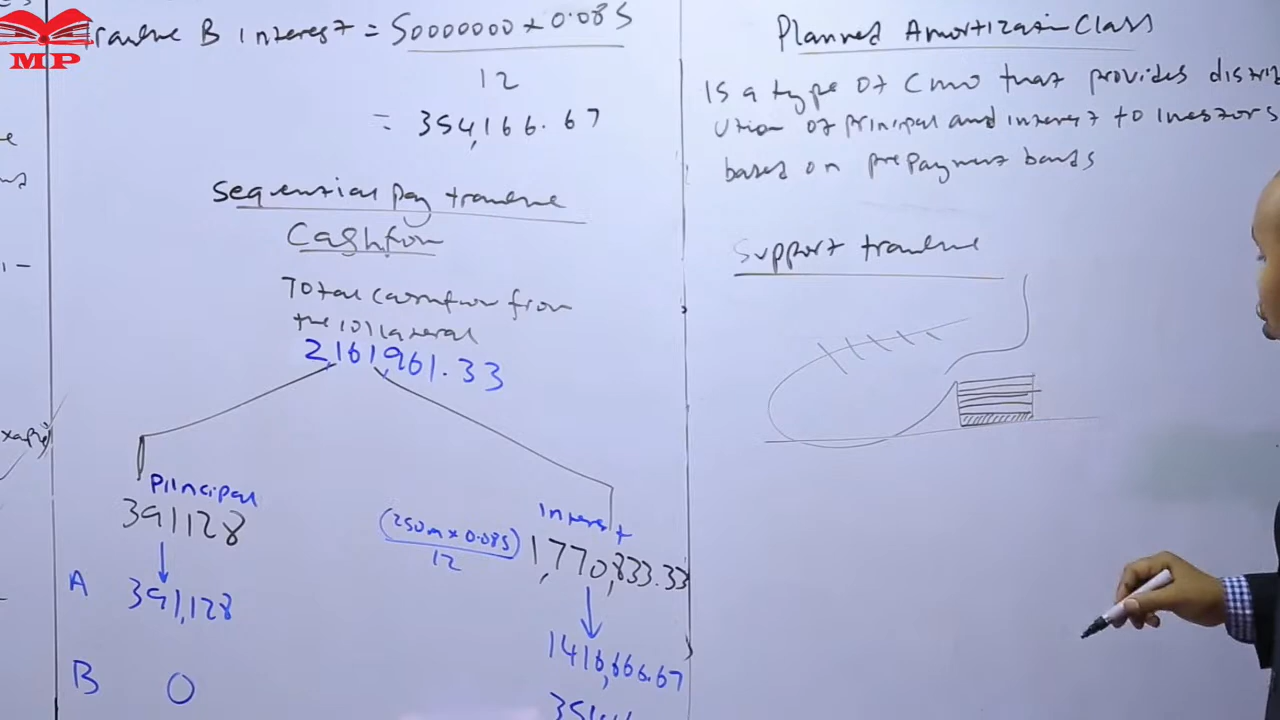 MP
Tranche B interest = 50000000 x 0.085
12
= 354,166.67
Sequential pay tranche
Cashflow
Total cashflow from
the collateral
2,161,961.33
Principal
391128
A 391,128
B 0
Interest
(250m x 0.085)
12
1,770,833.33
1416,666.67
Planned Amortization Class
Is a type of CMO that provides distrib
ution of principal and interest to investors
based on prepayment bands
Support tranche